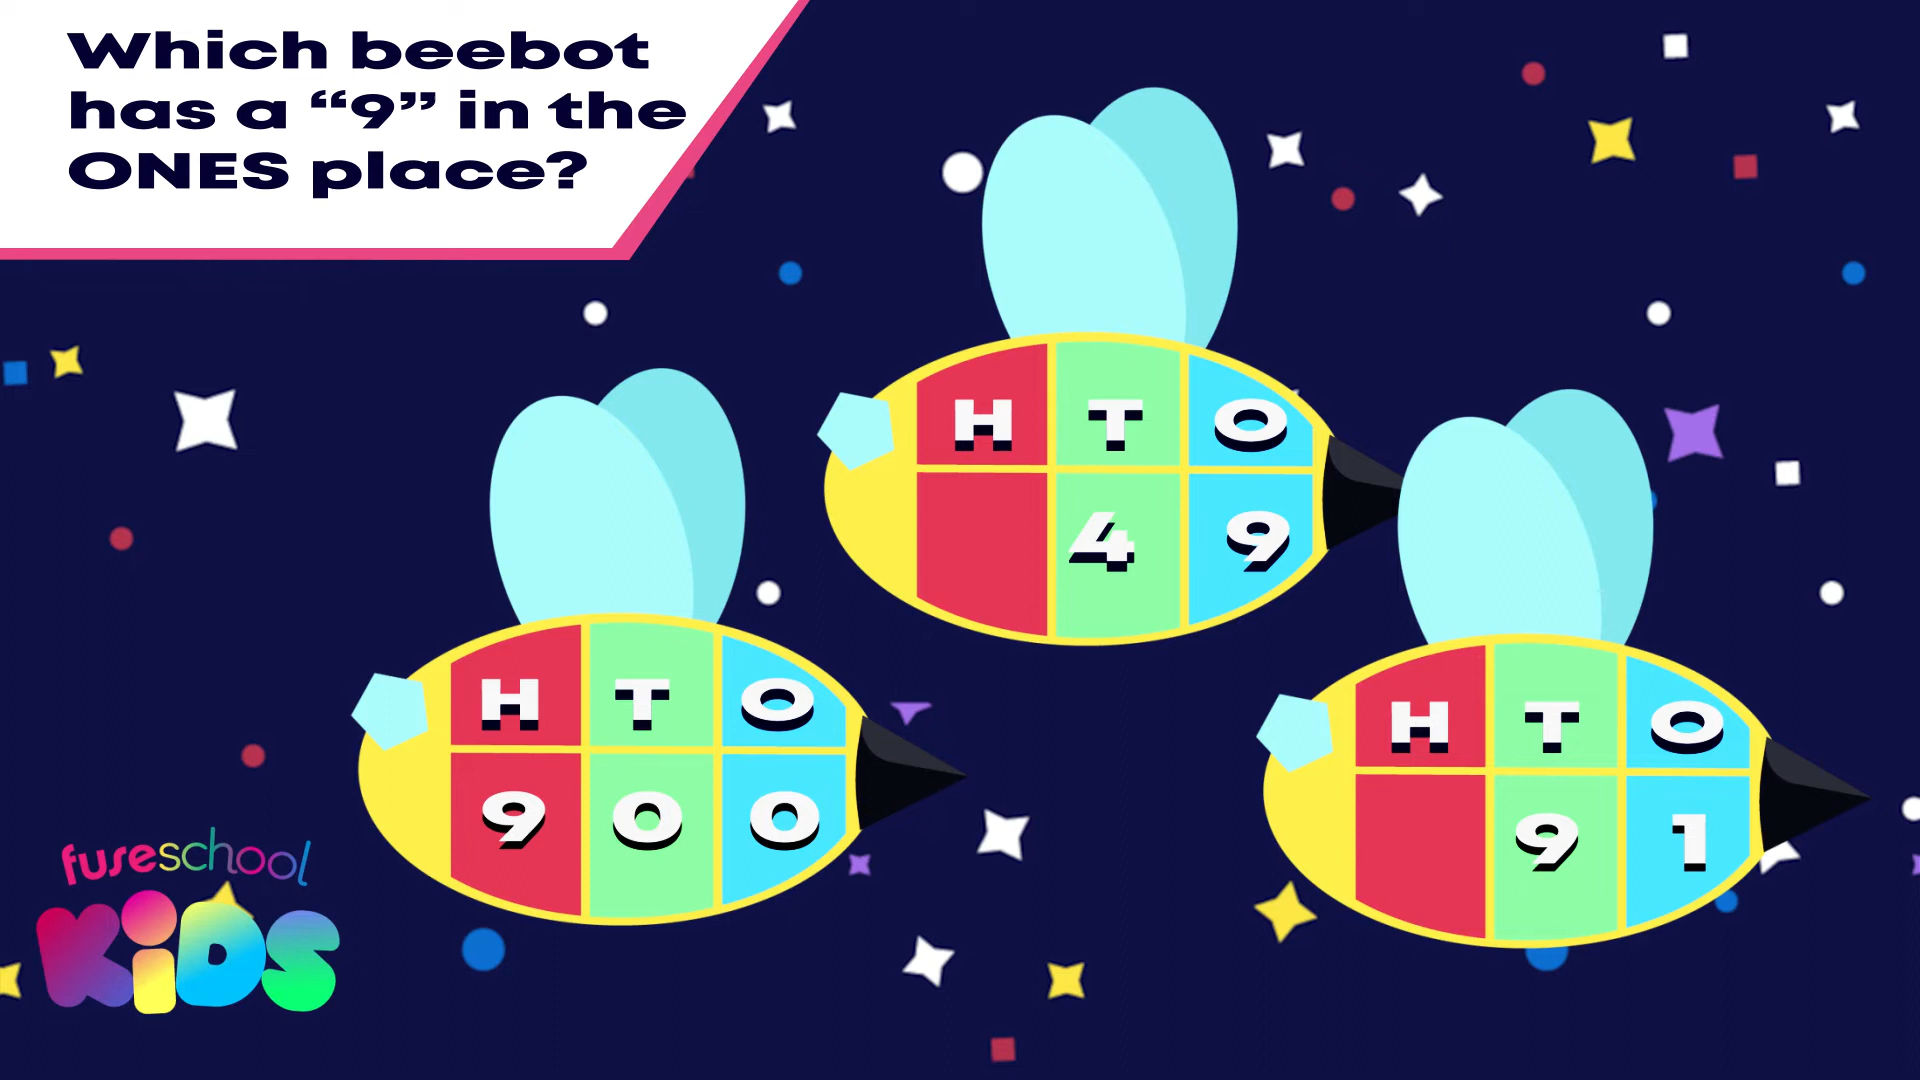 Which beebot
has a “9” in the
ONES place?
H T O
4 9
H T O
9 0 0
H T O
9 1
fuseschool
KiDS